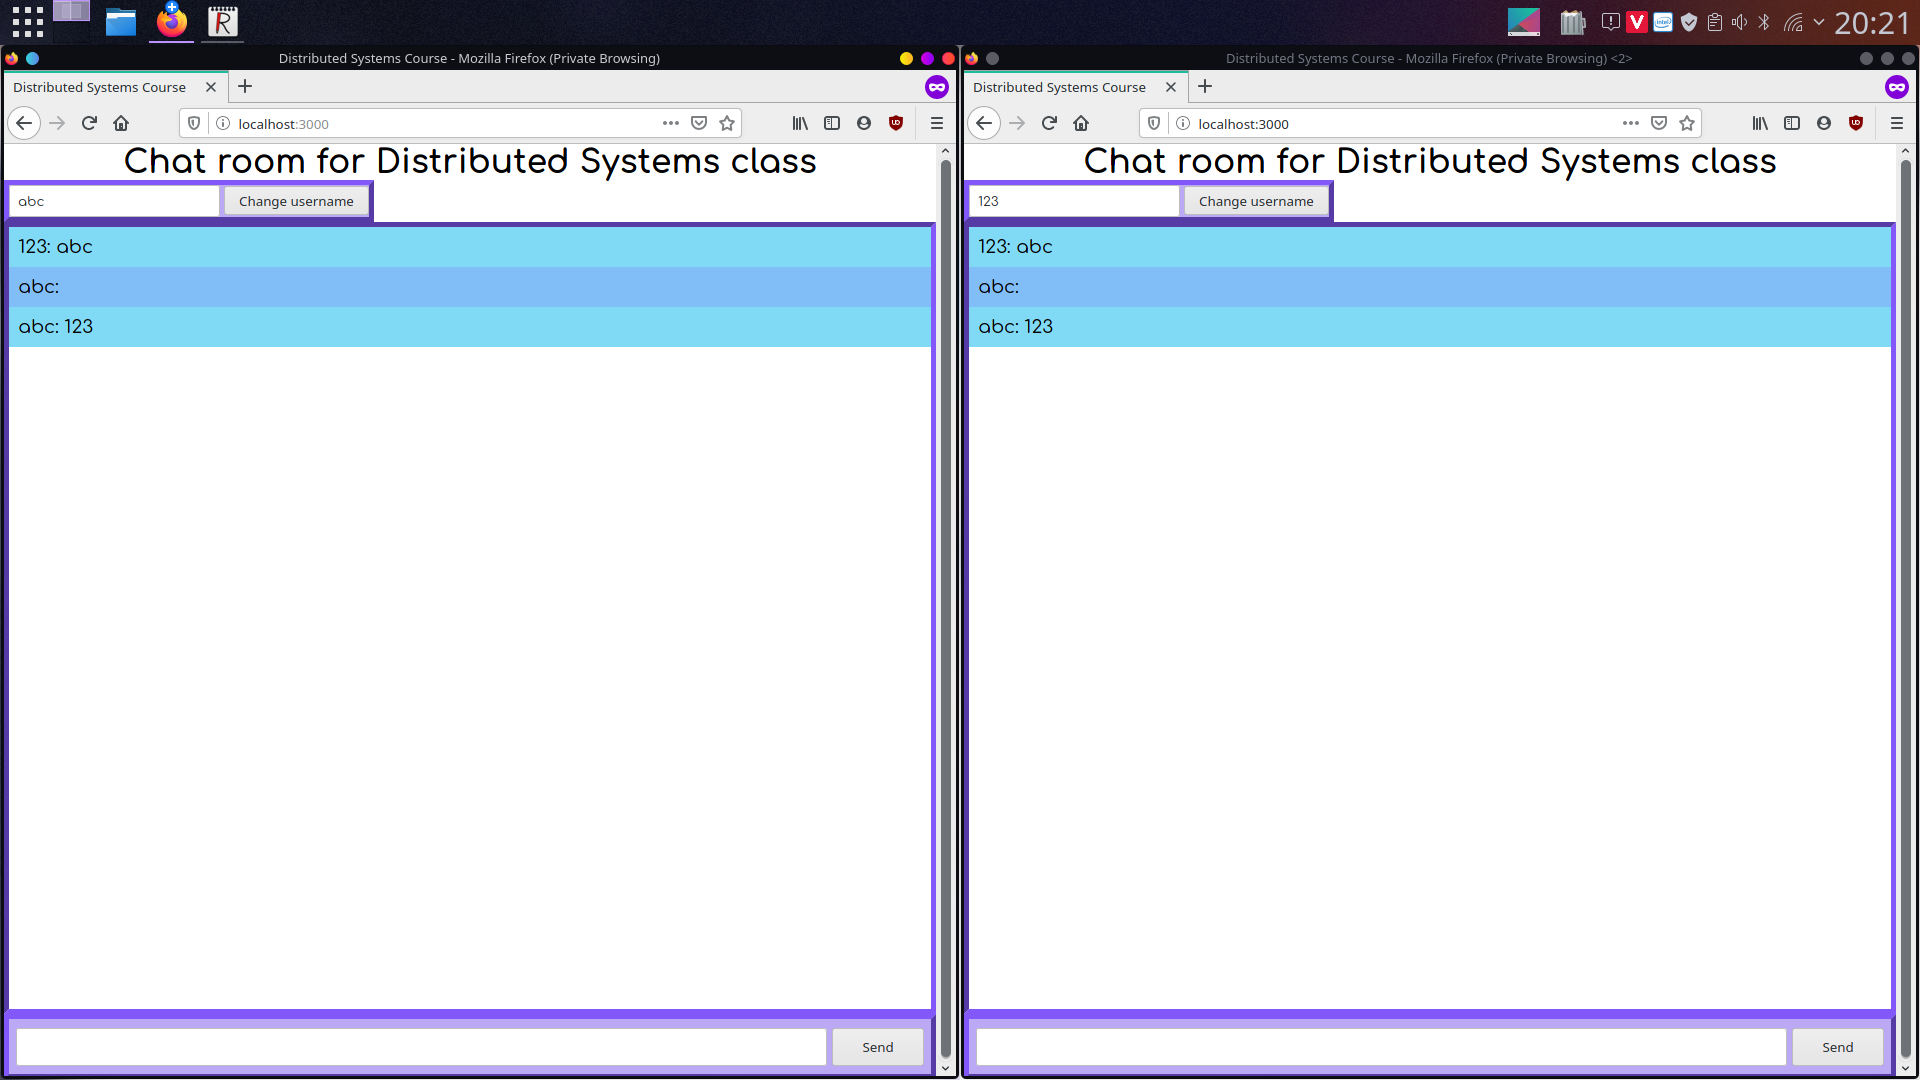 20:21
Distributed Systems Course - Mozilla Firefox (Private Browsing)
Distributed Systems Course
localhost:3000
Chat room for Distributed Systems class
abc
Change username
123: abc
abc:
abc: 123
Send
Distributed Systems Course - Mozilla Firefox (Private Browsing) <2>
Distributed Systems Course
localhost:3000
Chat room for Distributed Systems class
123
Change username
123: abc
abc:
abc: 123
Send